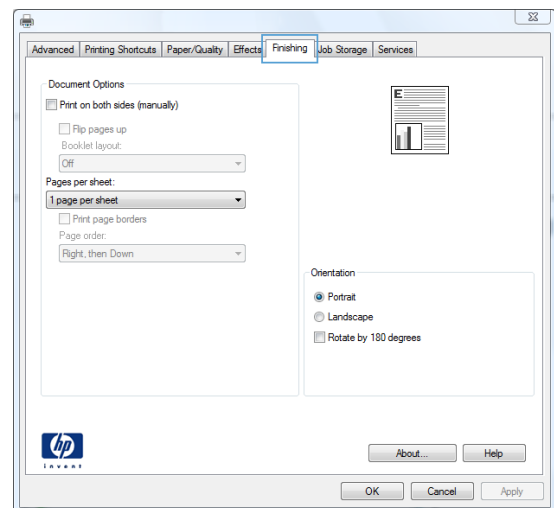 Advanced Printing Shortcuts Paper/Quality Effects Finishing Job Storage Services
Document Options
Print on both sides (manually)
Flip pages up
Booklet layout:
Off
Pages per sheet:
1 page per sheet
Print page borders
Page order:
Right, then Down
E
Orientation
Portrait
Landscape
Rotate by 180 degrees
hp
invent
About... Help
OK Cancel Apply